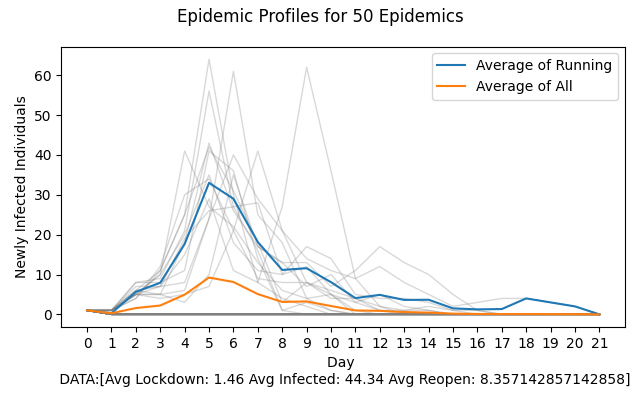 Epidemic Profiles for 50 Epidemics
Newly Infected Individuals
60
50
40
30
20
10
0
Average of Running
Average of All
0 1 2 3 4 5 6 7 8 9 10 11 12 13 14 15 16 17 18 19 20 21
Day
DATA:[Avg Lockdown: 1.46 Avg Infected: 44.34 Avg Reopen: 8.357142857142858]